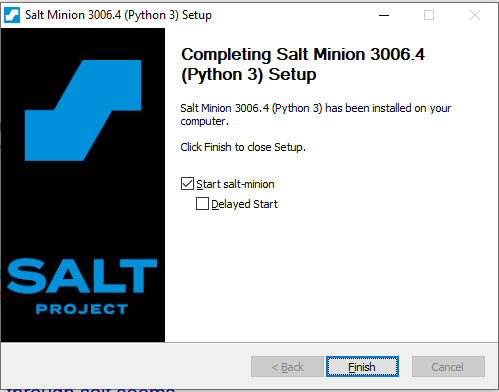 Salt Minion 3006.4 (Python 3) Setup
Completing Salt Minion 3006.4
(Python 3) Setup
Salt Minion 3006.4 (Python 3) has been installed on your
computer.
Click Finish to close Setup.
Start salt-minion
Delayed Start
SALT
PROJECT
< Back
Finish
Cancel